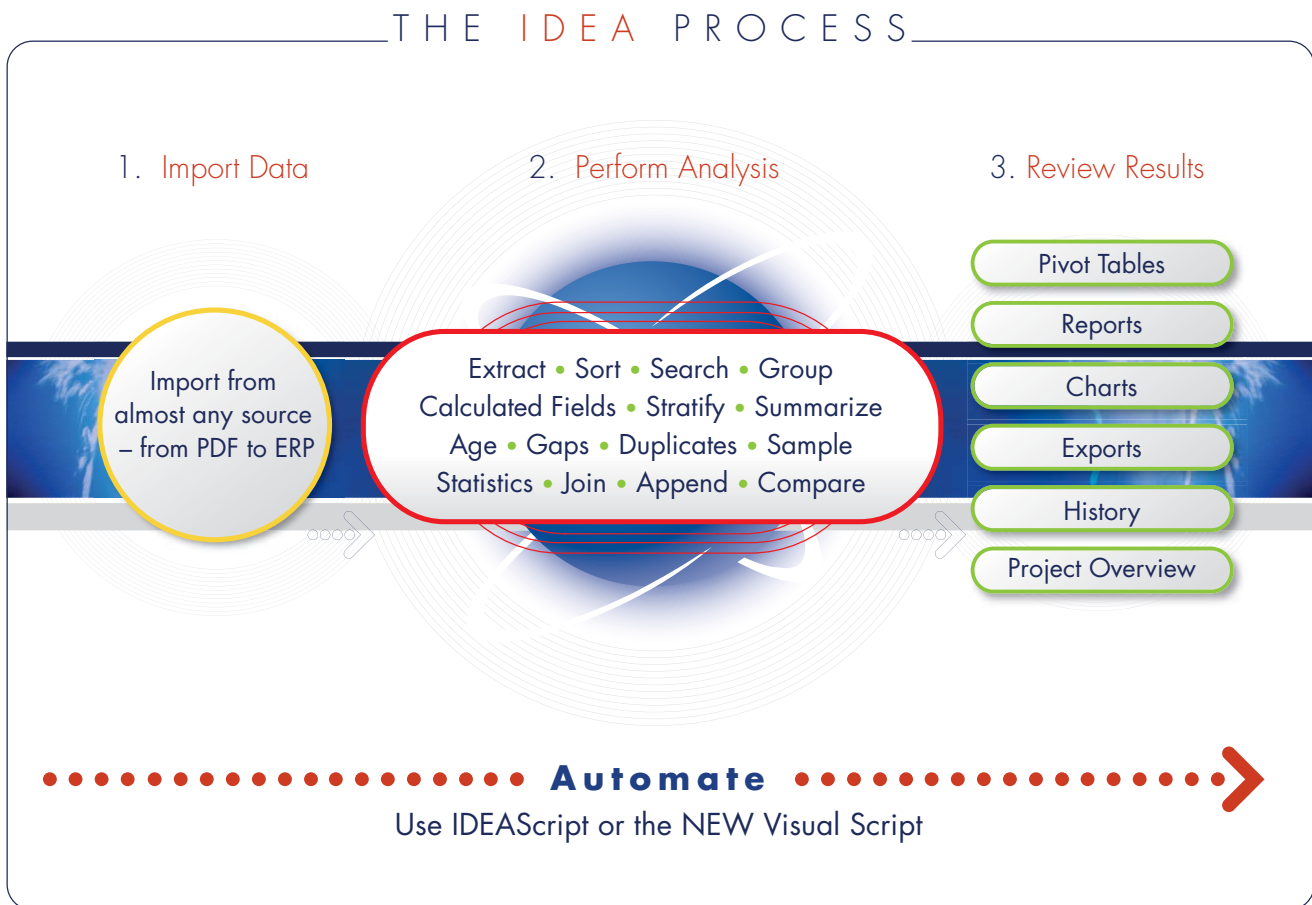 THE IDEA PROCESS
1. Import Data
Import from
almost any source
– from PDF to ERP
2. Perform Analysis
Extract • Sort • Search • Group
Calculated Fields • Stratify • Summarize
Age • Gaps • Duplicates • Sample
Statistics • Join • Append • Compare
3. Review Results
Pivot Tables
Reports
Charts
Exports
History
Project Overview
Automate
Use IDEAScript or the NEW Visual Script